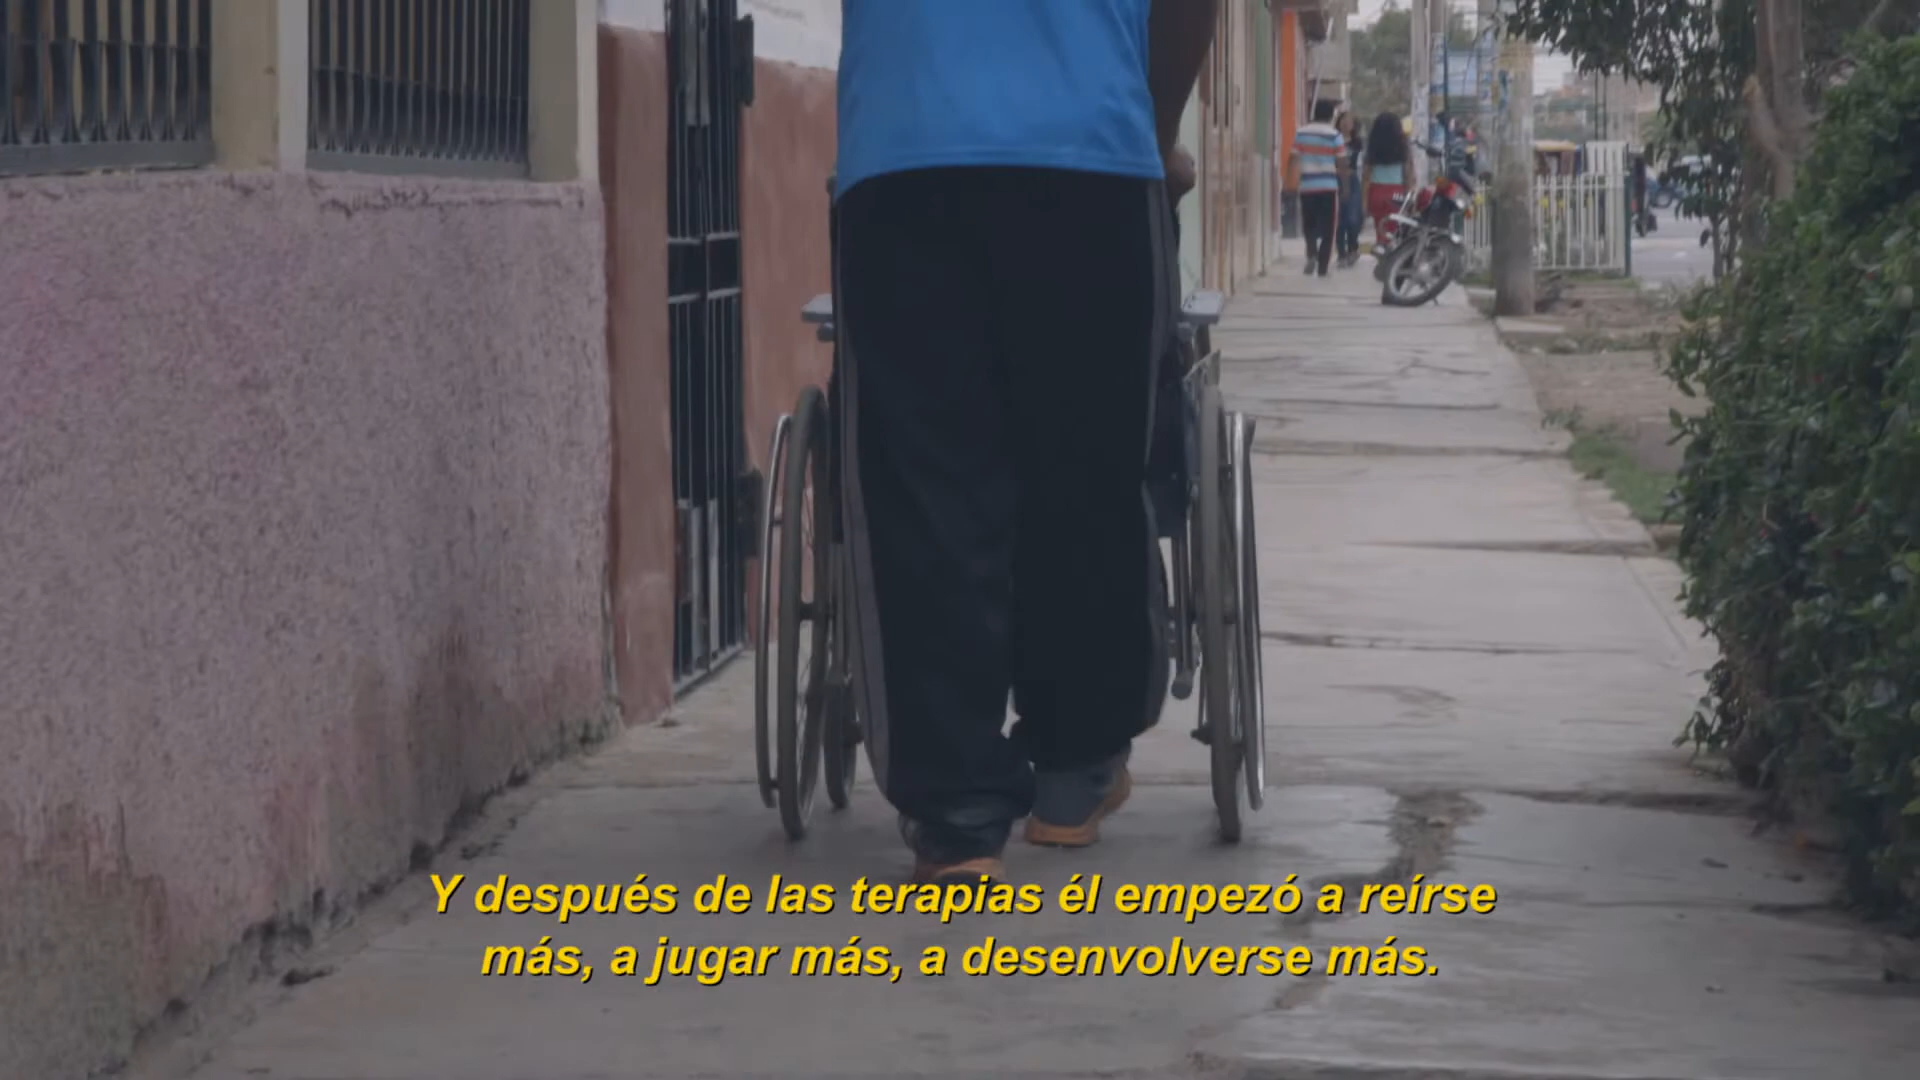 Y después de las terapias él empezó a reírse
más, a jugar más, a desenvolverse más.